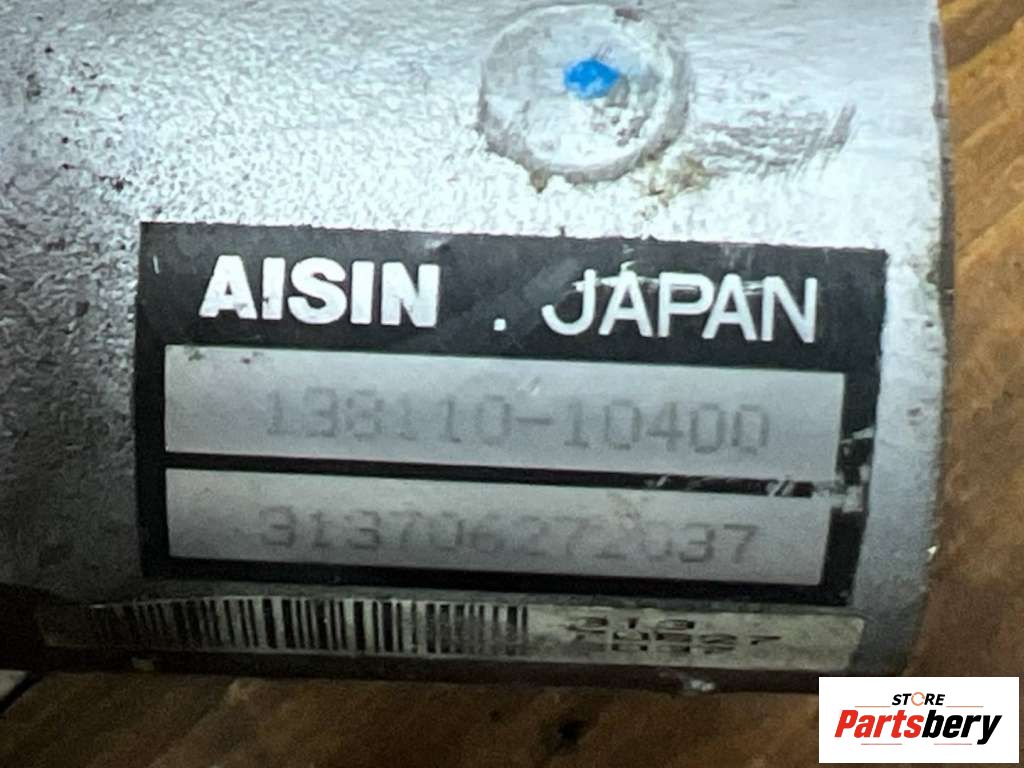 AISIN . JAPAN
138110-10400
313706272037
STORE
Partsbery